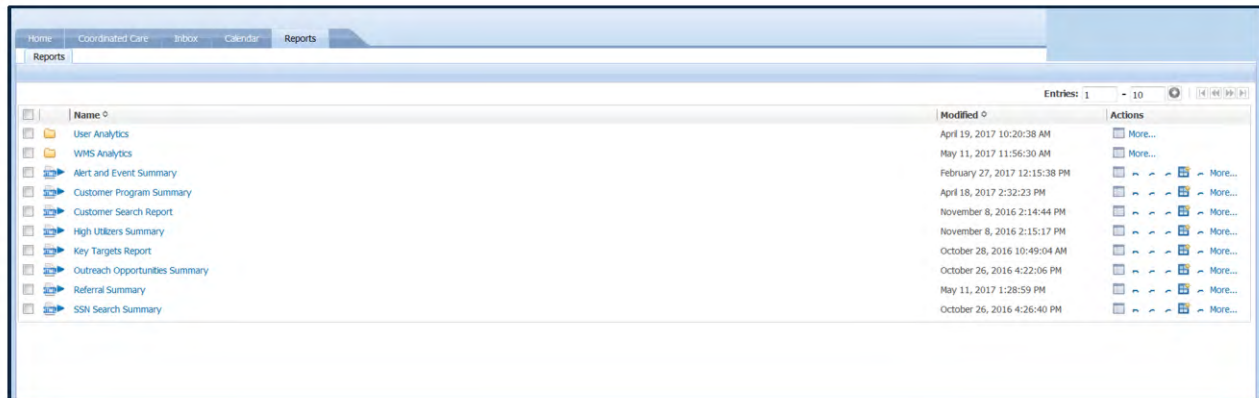 Home Coordinated Care Inbox Calendar Reports
Reports
Entries: 1 - 10
Name Modified Actions
User Analytics April 19, 2017 10:20:38 AM More...
WMS Analytics May 11, 2017 11:56:30 AM More...
Alert and Event Summary February 27, 2017 12:15:38 PM More...
Customer Program Summary April 18, 2017 2:32:23 PM More...
Customer Search Report November 8, 2016 2:14:44 PM More...
High Utilizers Summary November 8, 2016 2:15:17 PM More...
Key Targets Report October 28, 2016 10:49:04 AM More...
Outreach Opportunities Summary October 26, 2016 4:22:06 PM More...
Referral Summary May 11, 2017 1:28:59 PM More...
SSN Search Summary October 26, 2016 4:26:40 PM More...